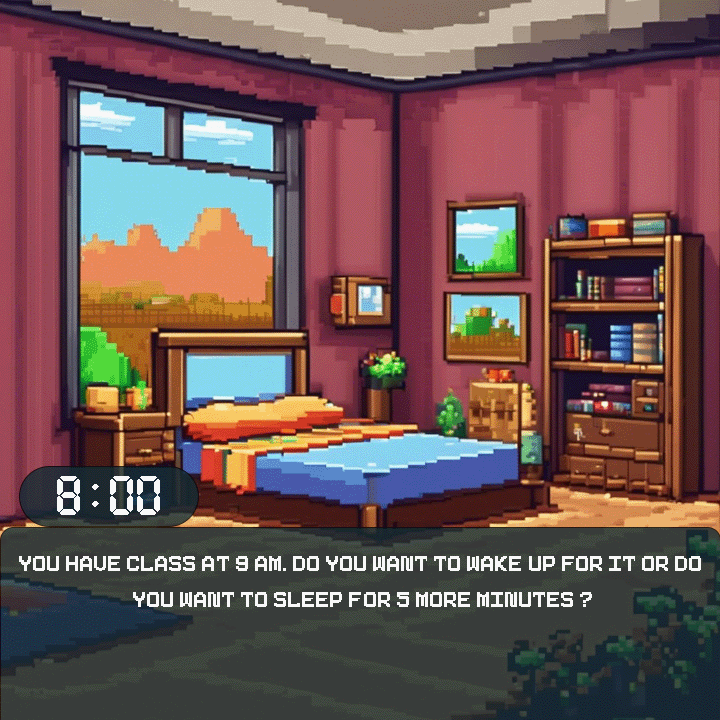 8:00
YOU HAVE CLASS AT 9 AM. DO YOU WANT TO WAKE UP FOR IT OR DO
YOU WANT TO SLEEP FOR 5 MORE MINUTES ?